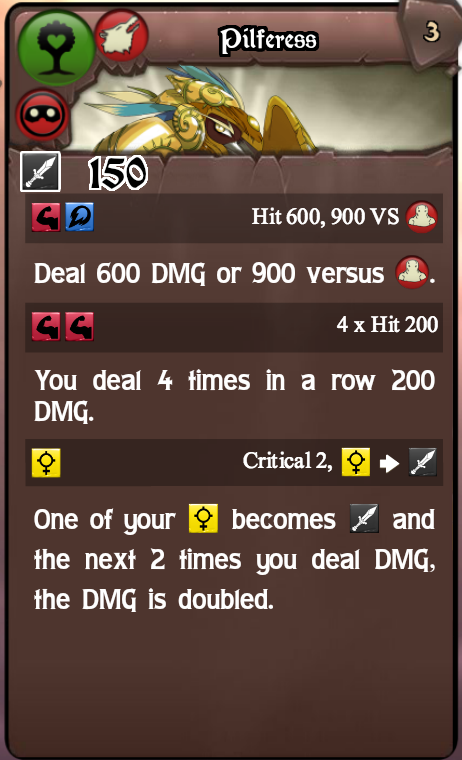 Pilferess
3
150
Hit 600, 900 VS
Deal 600 DMG or 900 versus .
4 x Hit 200
You deal 4 times in a row 200
DMG.
Critical 2,
One of your becomes and
the next 2 times you deal DMG,
the DMG is doubled.